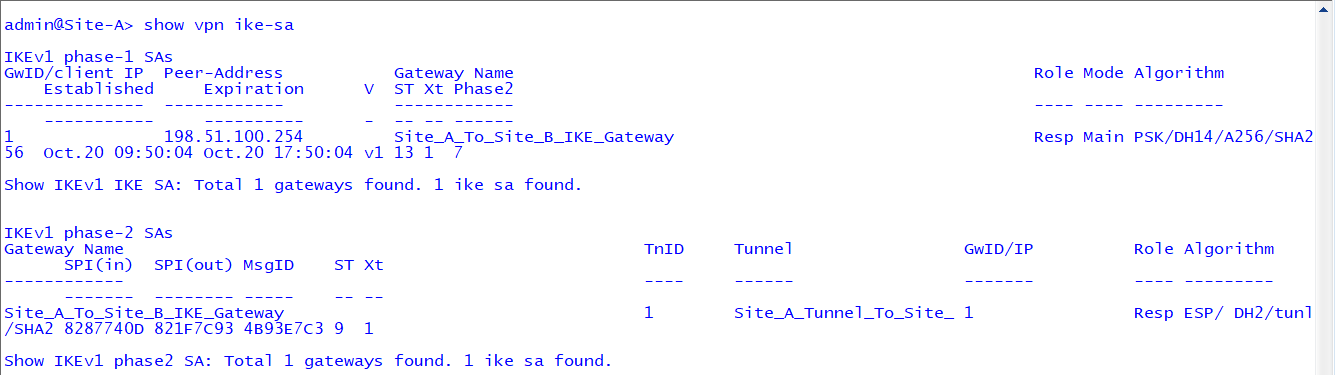 admin@Site-A> show vpn ike-sa
IKEv1 phase-1 SAs
GwID/client IP  Peer-Address           Gateway Name                                                    Role Mode Algorithm
    Established     Expiration      V  ST Xt Phase2
--------------  ------------           ------------                                                    ---- ---- ---------
    -----------     ----------      -  -- -- ------
1               198.51.100.254         Site_A_To_Site_B_IKE_Gateway                                    Resp Main PSK/DH14/A256/SHA2
56  Oct.20 09:50:04 Oct.20 17:50:04 v1 13 1  7
Show IKEv1 IKE SA: Total 1 gateways found. 1 ike sa found.
IKEv1 phase-2 SAs
Gateway Name                                                    TnID     Tunnel                 GwID/IP          Role Algorithm
      SPI(in)  SPI(out) MsgID    ST Xt
------------                                                    ----     ------                 -------          ---- ---------
      -------  -------- -----    -- --
Site_A_To_Site_B_IKE_Gateway                                    1        Site_A_Tunnel_To_Site_ 1                Resp ESP/ DH2/tunl
/SHA2 8287740D 821F7C93 4B93E7C3 9  1
Show IKEv1 phase2 SA: Total 1 gateways found. 1 ike sa found.